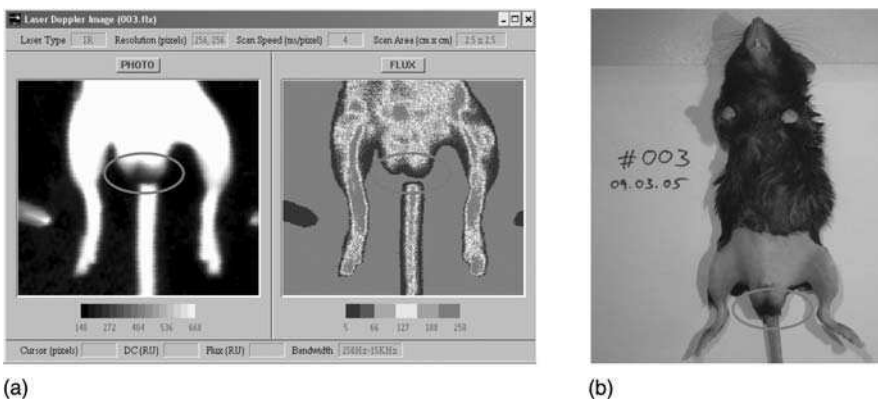 Laser Doppler Image (003.flx)
Laser Type IR Resolution (pixels) 256, 256 Scan Speed (ms/pixel) 4 Scan Area (cm x cm) 2.5 x 2.5
PHOTO FLUX
140 272 404 536 668
5 66 127 188 250
Cursor (pixels) DC (RU) Flux (RU) Bandwidth 250Hz-15KHz
#003
09.03.05
(a) (b)